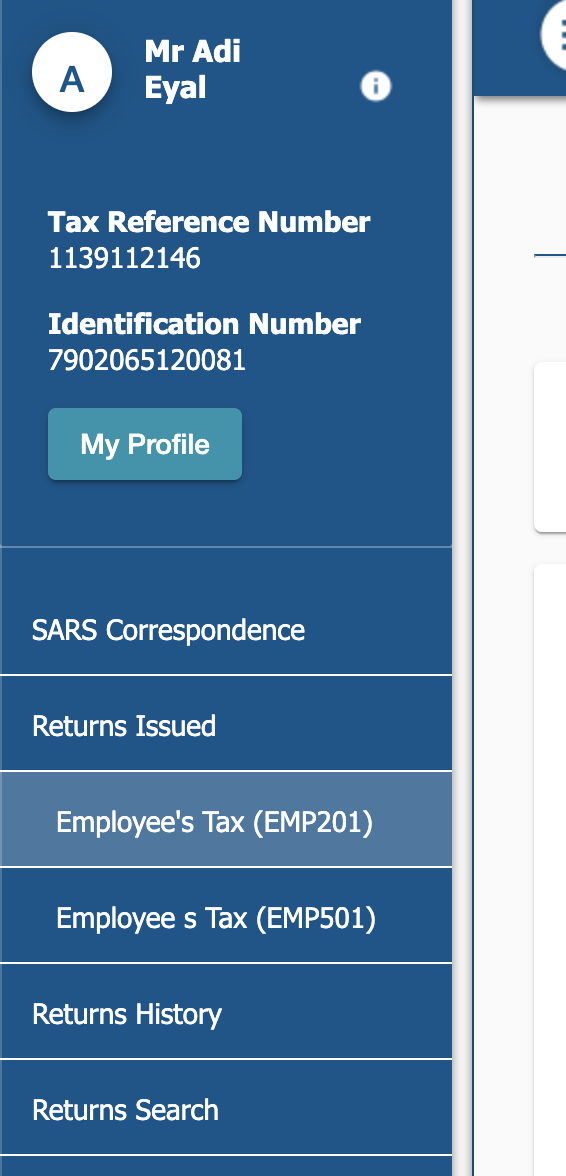 A
Mr Adi
Eyal
i
Tax Reference Number
1139112146
Identification Number
7902065120081
My Profile
SARS Correspondence
Returns Issued
Employee's Tax (EMP201)
Employee s Tax (EMP501)
Returns History
Returns Search